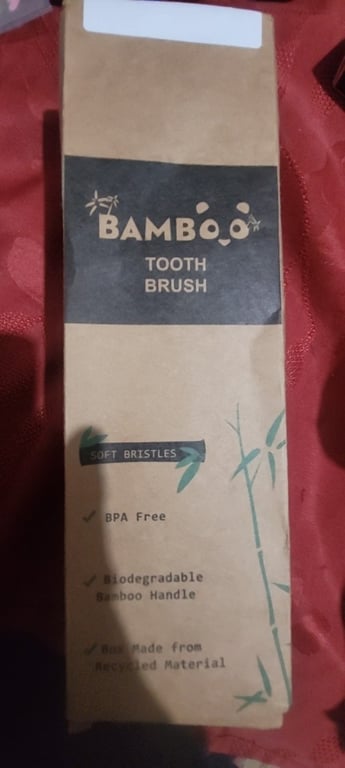 BAMBOO
TOOTH
BRUSH
SOFT BRISTLES
BPA Free
Biodegradable
Bamboo Handle
Box Made from
Recycled Material